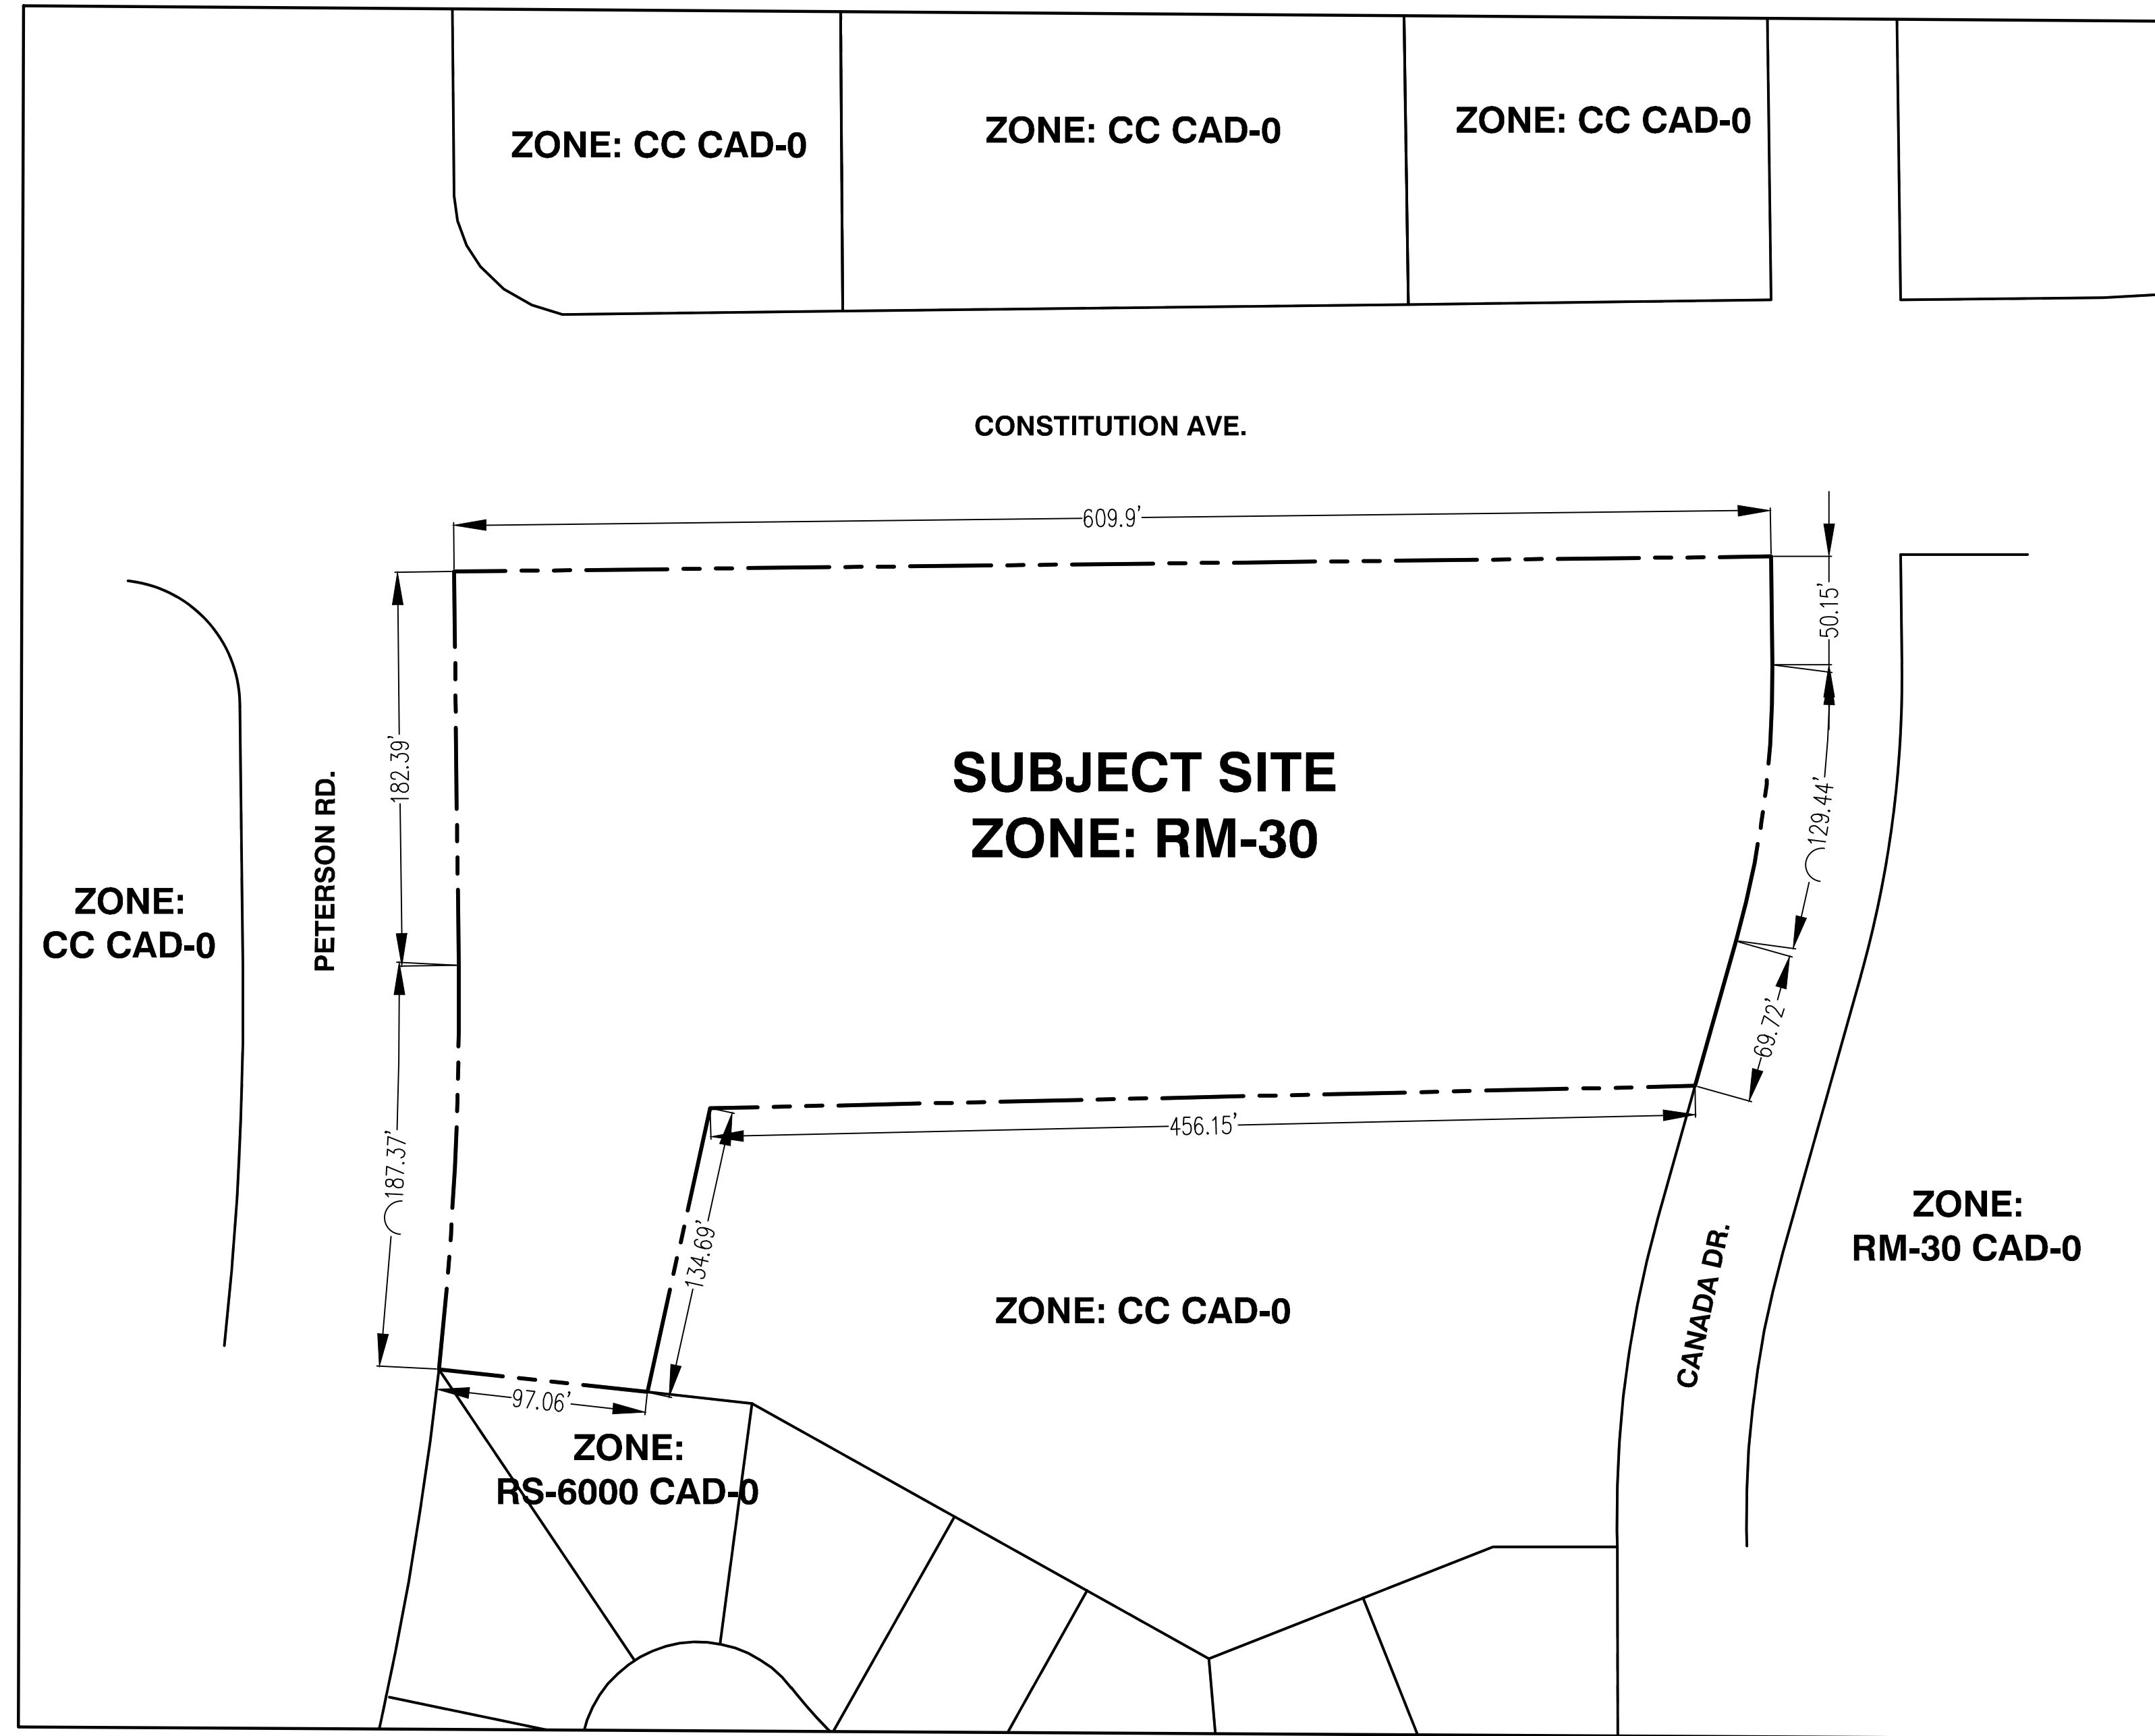 ZONE: CC CAD-0
ZONE: CC CAD-0
ZONE: CC CAD-0
CONSTITUTION AVE.
609.9'
50.15'
182.39'
SUBJECT SITE
ZONE: RM-30
129.44'
PETERSON RD.
ZONE:
CC CAD-0
69.72'
456.15'
187.37'
134.69'
ZONE:
RM-30 CAD-0
CANADA DR.
ZONE: CC CAD-0
97.06'
ZONE:
RS-6000 CAD-0